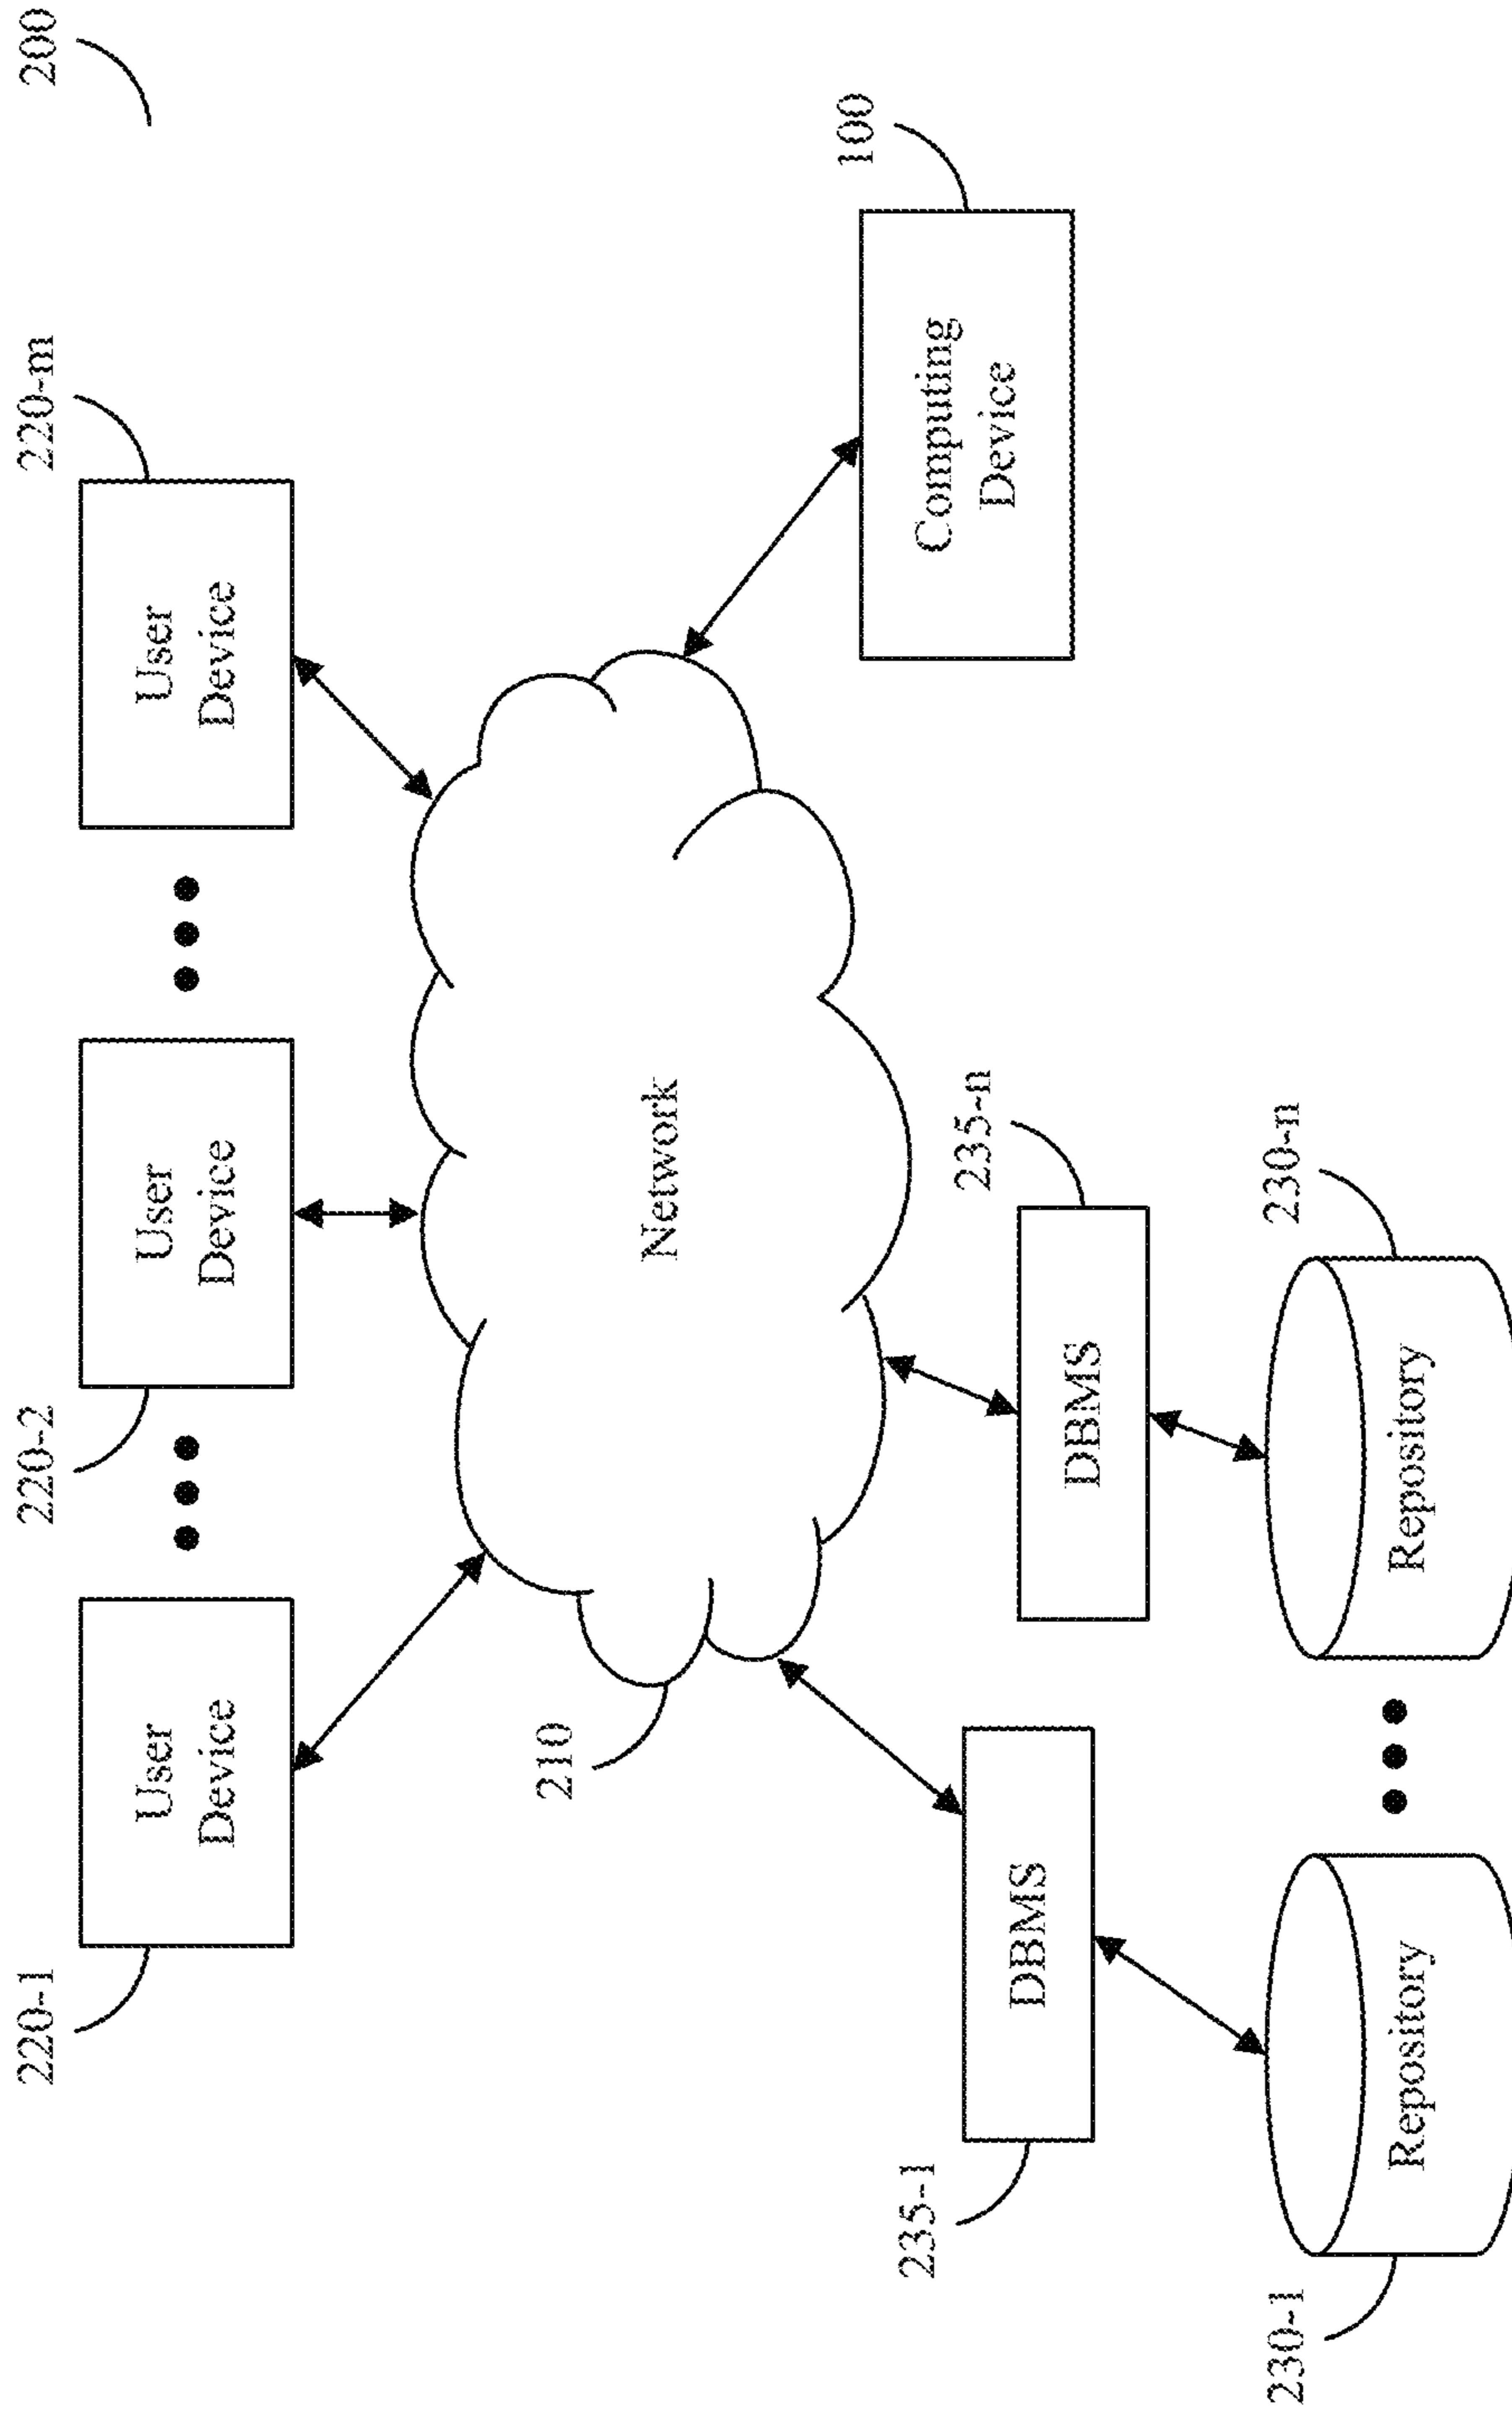 200
220-1
User
Device
220-2
User
Device
220-m
User
Device
210
Network
100
Computing
Device
235-1
DBMS
235-n
DBMS
230-1
Repository
230-n
Repository